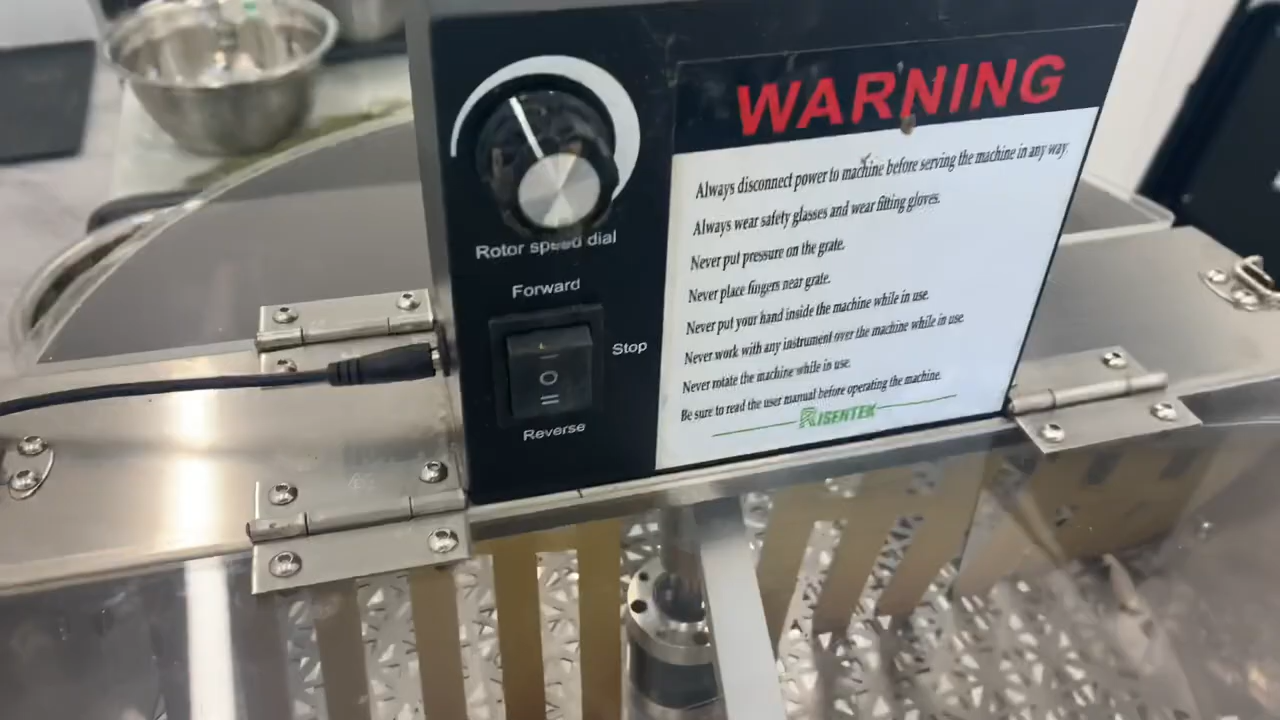 WARNING
Always disconnect power to machine before serving the machine in any way.
Always wear safety glasses and wear fitting gloves.
Never put pressure on the grate.
Never place fingers near grate.
Never put your hand inside the machine while in use.
Never work with any instrument over the machine while in use.
Never rotate the machine while in use.
Be sure to read the user manual before operating the machine.
RISENTEK
Rotor speed dial
Forward
Stop
Reverse